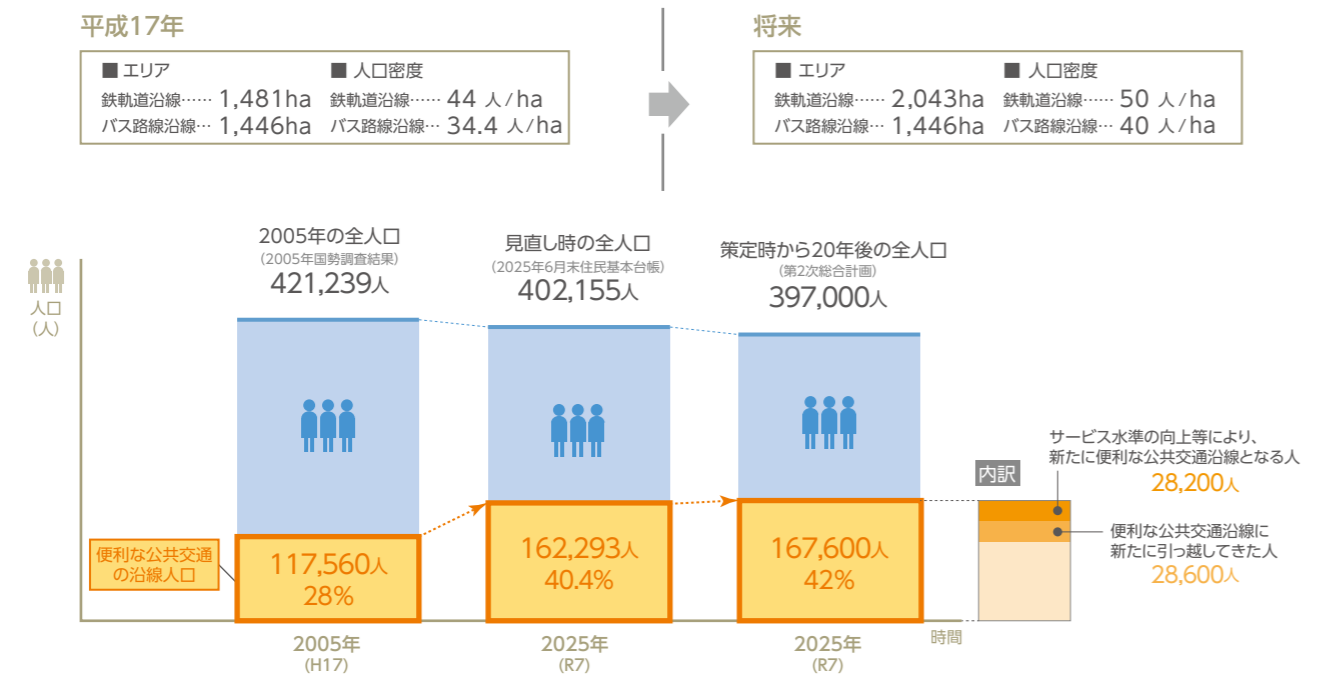 平成17年
■ エリア
鉄軌道沿線…… 1,481ha
バス路線沿線… 1,446ha
■ 人口密度
鉄軌道沿線…… 44 人/ha
バス路線沿線… 34.4 人/ha
将来
■ エリア
鉄軌道沿線…… 2,043ha
バス路線沿線… 1,446ha
■ 人口密度
鉄軌道沿線…… 50 人/ha
バス路線沿線… 40 人/ha
人口
(人)
2005年の全人口
(2005年国勢調査結果)
421,239人
見直し時の全人口
(2025年6月末住民基本台帳)
402,155人
策定時から20年後の全人口
(第2次総合計画)
397,000人
便利な公共交通
の沿線人口
117,560人
28%
162,293人
40.4%
167,600人
42%
内訳
サービス水準の向上等により、
新たに便利な公共交通沿線となる人
28,200人
便利な公共交通沿線に
新たに引っ越してきた人
28,600人
2005年
(H17)
2025年
(R7)
2025年
(R7)
時間